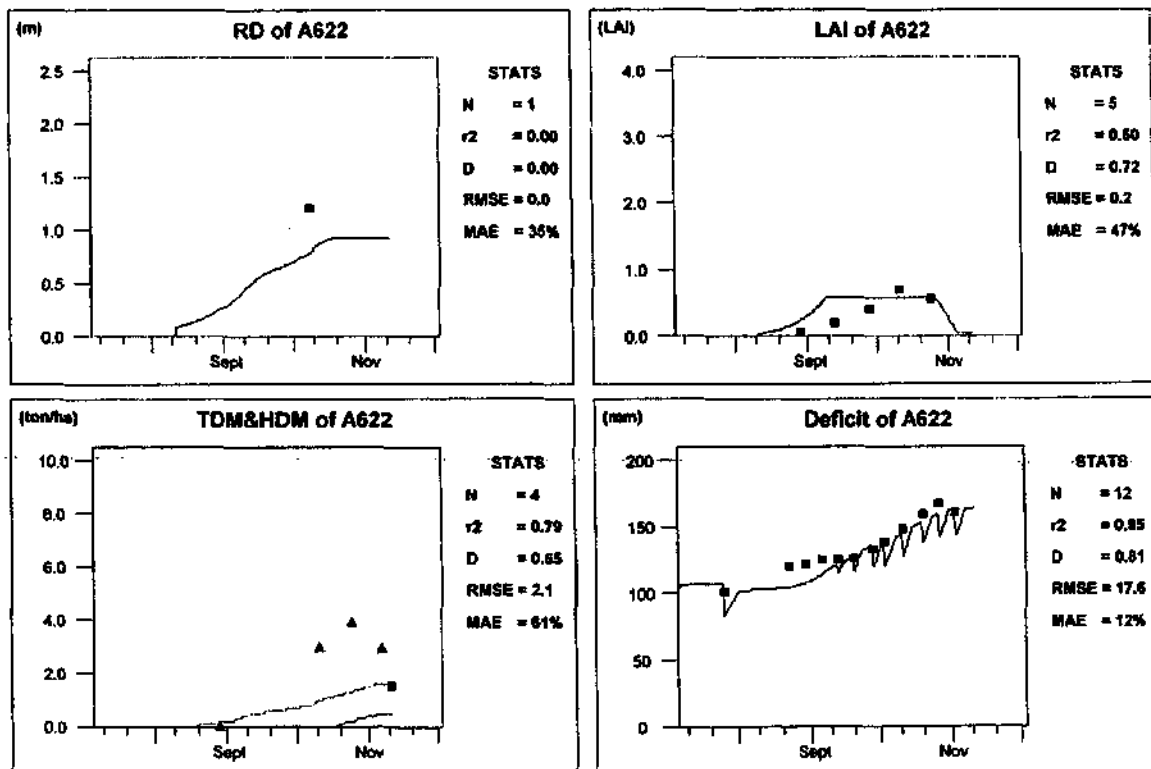 (m) RD of A622
2.5
2.0
1.5
1.0
0.5
0.0
Sept Nov
STATS
N = 1
r2 = 0.00
D = 0.00
RMSE = 0.0
MAE = 35%
(LAI) LAI of A622
4.0
3.0
2.0
1.0
0.0
Sept Nov
STATS
N = 5
r2 = 0.60
D = 0.72
RMSE = 0.2
MAE = 47%
(ton/ha) TDM&HDM of A622
10.0
8.0
6.0
4.0
2.0
0.0
Sept Nov
STATS
N = 4
r2 = 0.79
D = 0.65
RMSE = 2.1
MAE = 61%
(mm) Deficit of A622
200
150
100
50
0
Sept Nov
STATS
N = 12
r2 = 0.85
D = 0.81
RMSE = 17.6
MAE = 12%